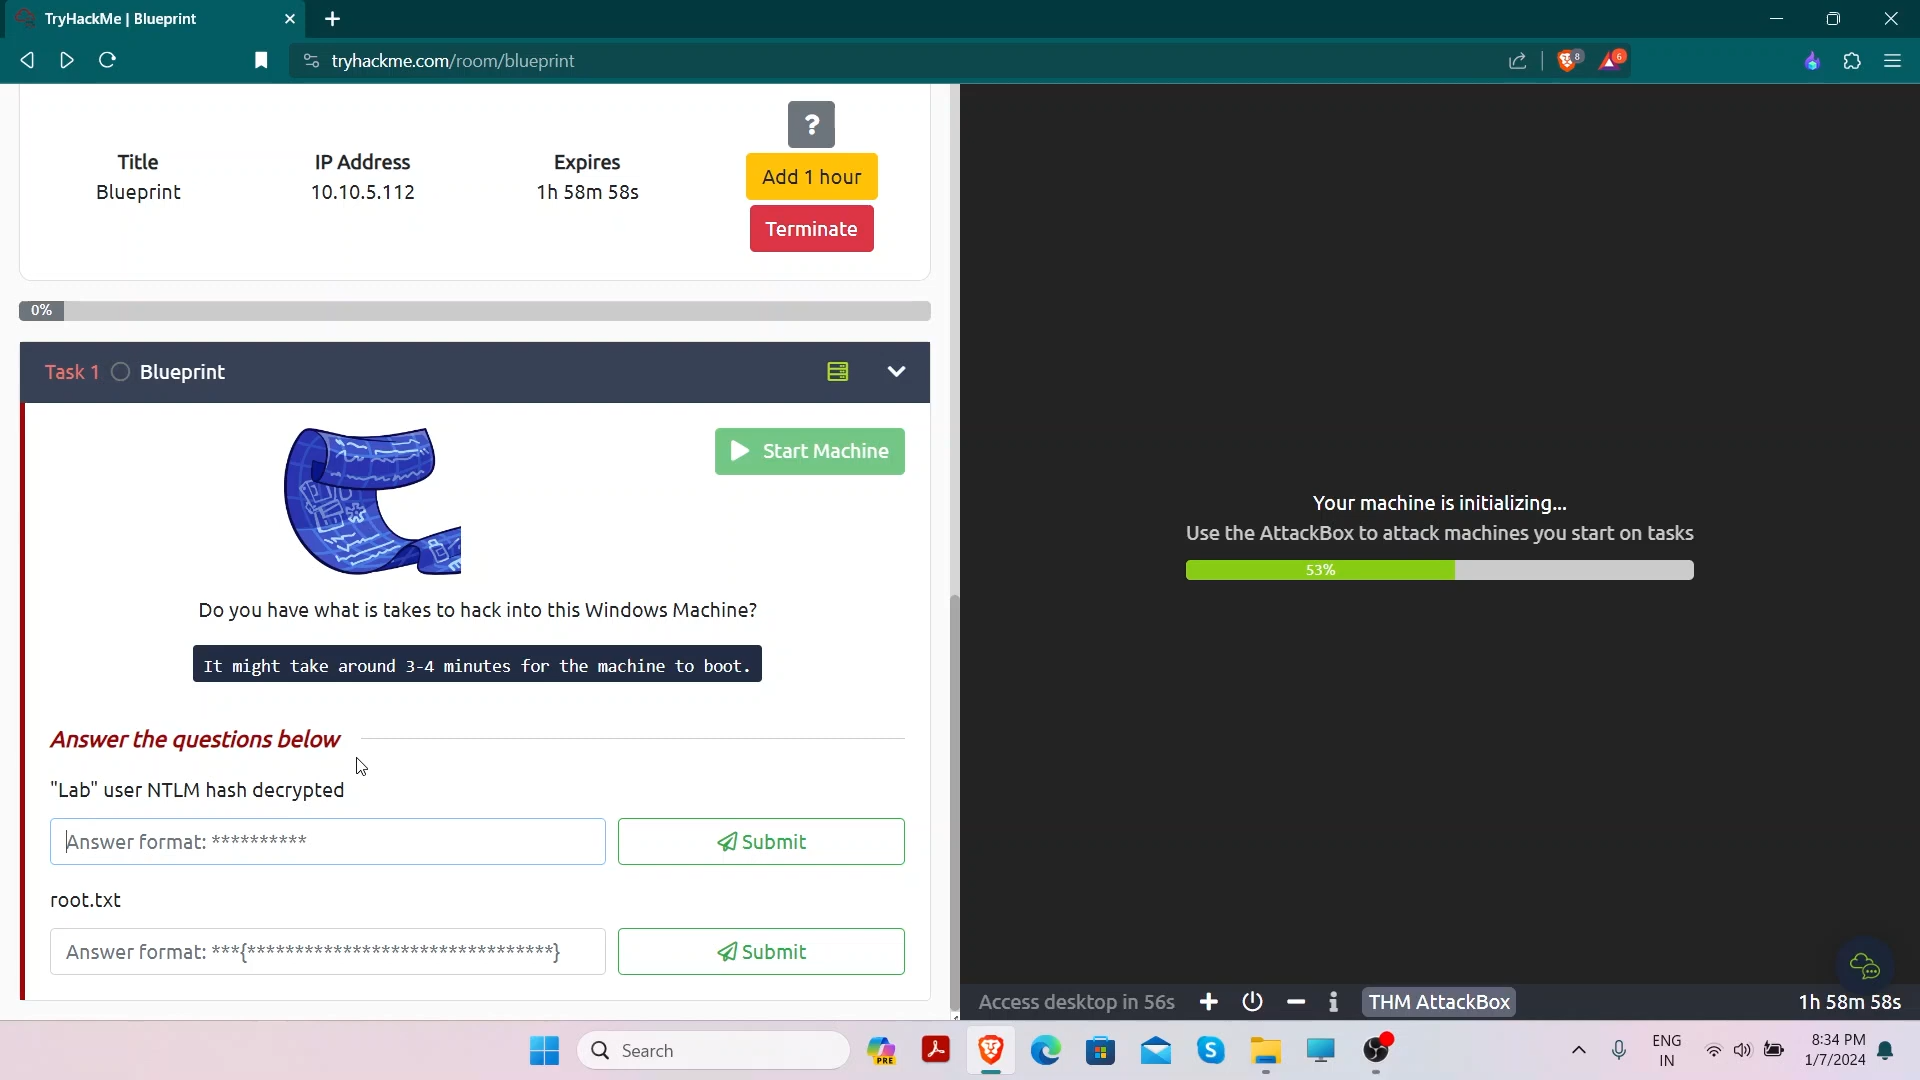 TryHackMe | Blueprint
tryhackme.com/room/blueprint
8
6
?
Title
IP Address
Expires
Blueprint
10.10.5.112
1h 58m 58s
Add 1 hour
Terminate
0%
Task 1
Blueprint
Start Machine
Do you have what is takes to hack into this Windows Machine?
It might take around 3-4 minutes for the machine to boot.
Answer the questions below
"Lab" user NTLM hash decrypted
Answer format: **********
Submit
root.txt
Answer format: ***{********************************}
Submit
Your machine is initializing...
Use the AttackBox to attack machines you start on tasks
53%
Access desktop in 56s
THM AttackBox
1h 58m 58s
Search
PRE
ENG
IN
8:34 PM
1/7/2024